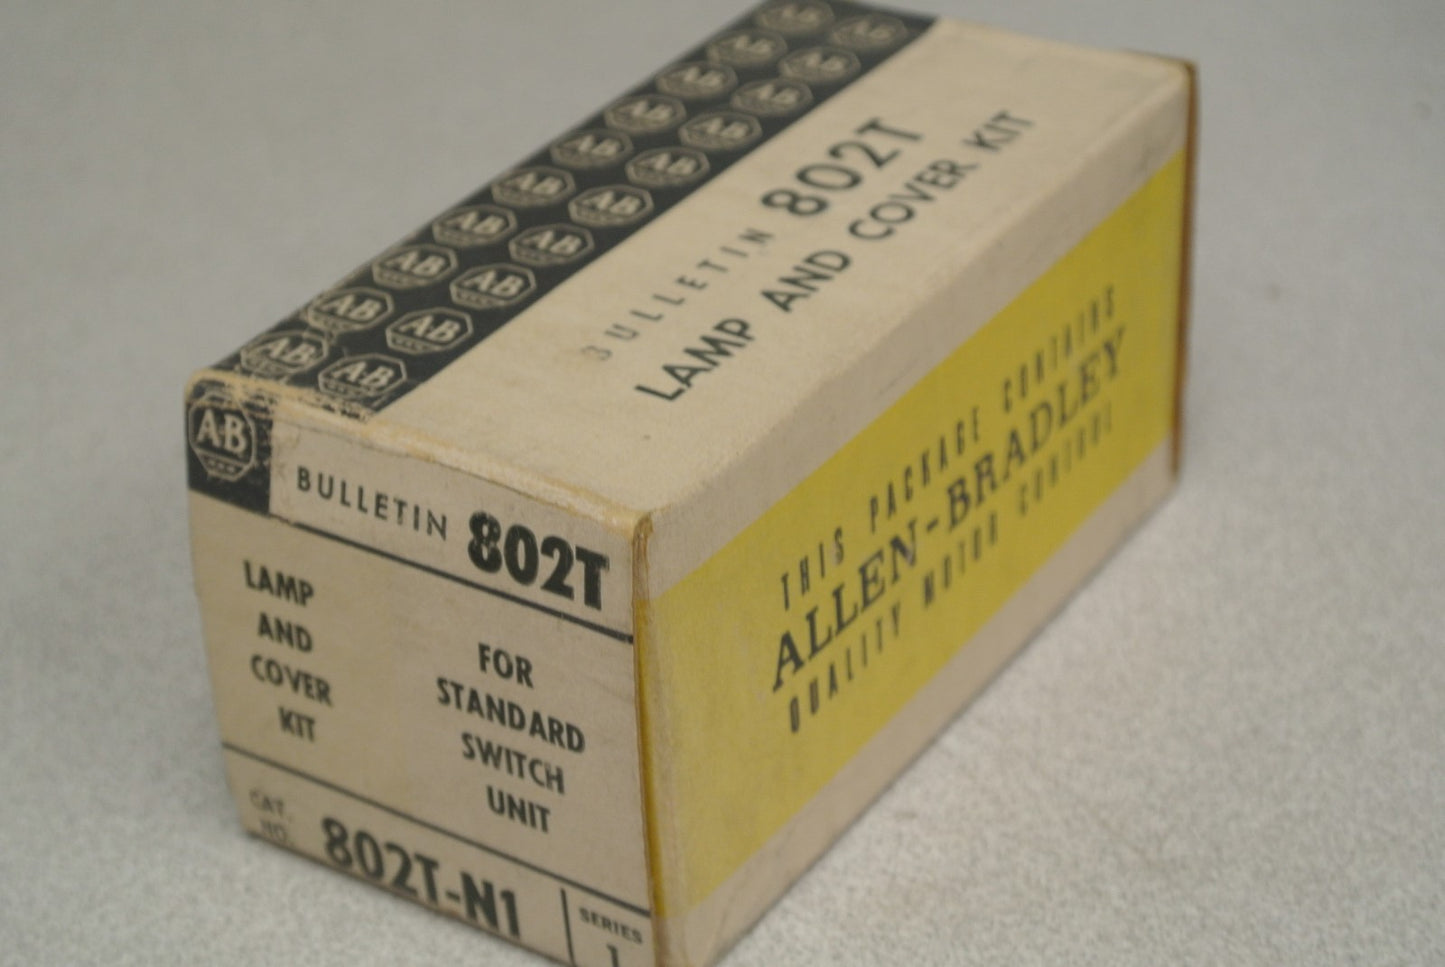 BULLETIN 802T
LAMP AND COVER KIT
A-B
BULLETIN 802T
LAMP
AND
COVER
KIT
FOR
STANDARD
SWITCH
UNIT
CAT.
NO.
802T-N1
SERIES
1
THIS PACKAGE CONTAINS
ALLEN-BRADLEY
QUALITY MOTOR CONTROL